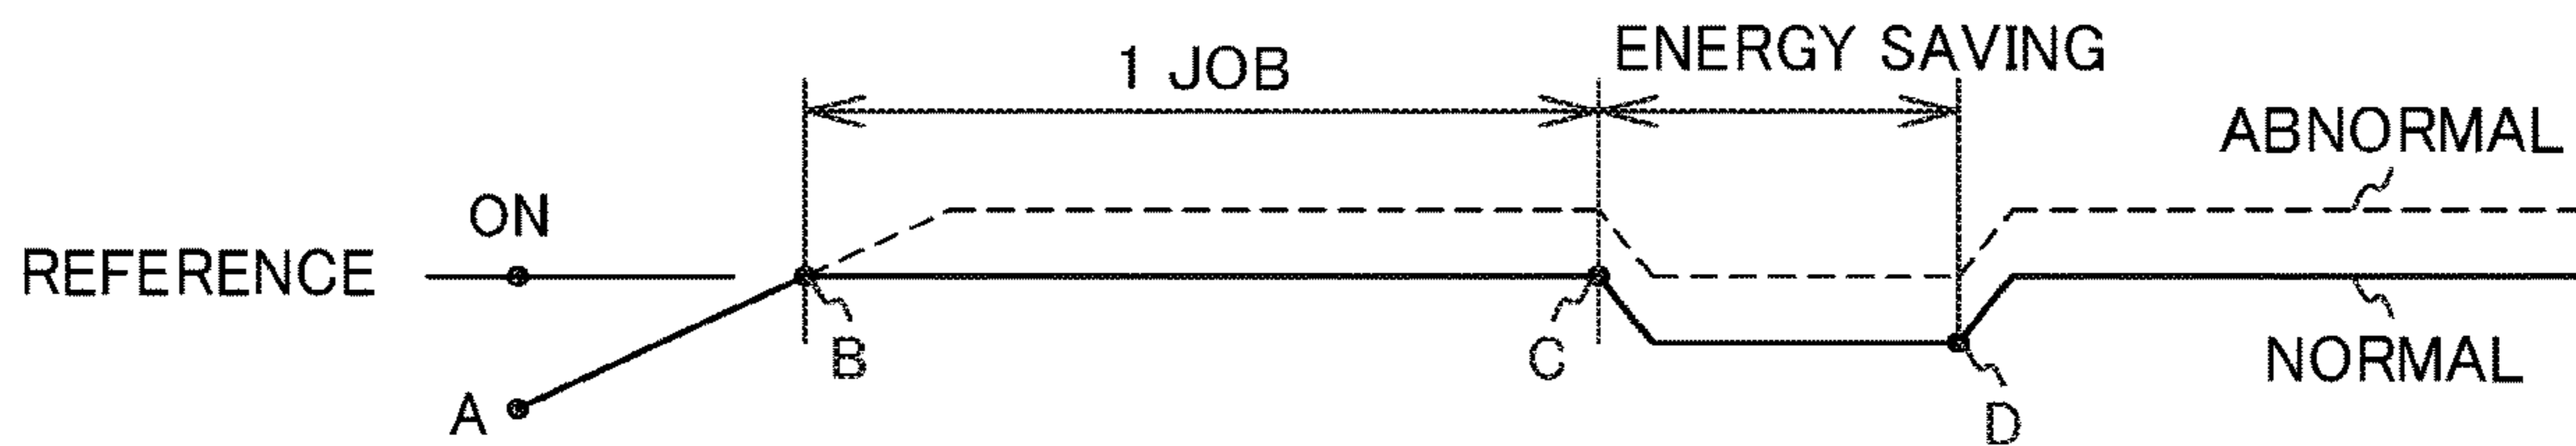 1 JOB
ENERGY SAVING
ABNORMAL
ON
REFERENCE
B
C
NORMAL
A
D